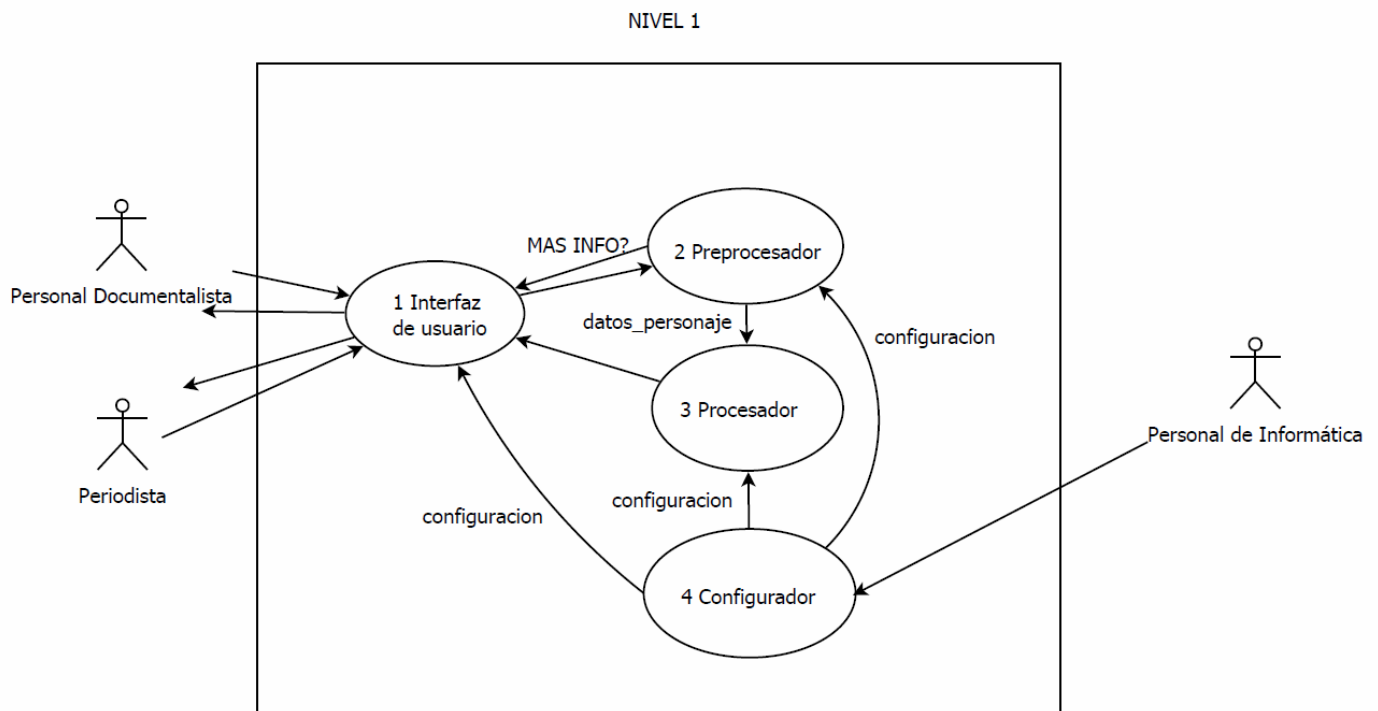 NIVEL 1
MAS INFO?
2 Preprocesador
Personal Documentalista
1 Interfaz
de usuario
datos_personaje
configuracion
3 Procesador
Personal de Informática
Periodista
configuracion
configuracion
4 Configurador